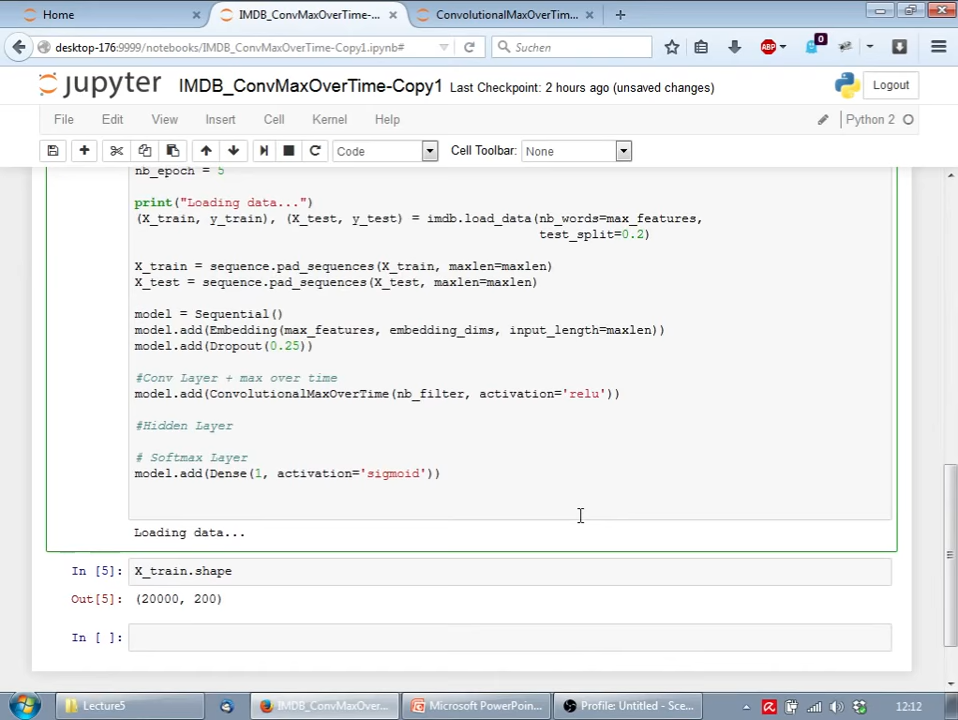 Home
IMDB_ConvMaxOverTime-...
ConvolutionalMaxOverTim...
desktop-176:9999/notebooks/IMDB_ConvMaxOverTime-Copy1.ipynb#
Suchen
ABP
0
jupyter
IMDB_ConvMaxOverTime-Copy1 Last Checkpoint: 2 hours ago (unsaved changes)
Logout
File Edit View Insert Cell Kernel Help
Python 2
Code
Cell Toolbar: None
nb_epoch = 5
print("Loading data...")
(X_train, y_train), (X_test, y_test) = imdb.load_data(nb_words=max_features,
test_split=0.2)
X_train = sequence.pad_sequences(X_train, maxlen=maxlen)
X_test = sequence.pad_sequences(X_test, maxlen=maxlen)
model = Sequential()
model.add(Embedding(max_features, embedding_dims, input_length=maxlen))
model.add(Dropout(0.25))
#Conv Layer + max over time
model.add(ConvolutionalMaxOverTime(nb_filter, activation='relu'))
#Hidden Layer
# Softmax Layer
model.add(Dense(1, activation='sigmoid'))
Loading data...
In [5]: X_train.shape
Out[5]: (20000, 200)
In [ ]:
Lecture5
IMDB_ConvMaxOver...
Microsoft PowerPoin...
Profile: Untitled - Sce...
12:12